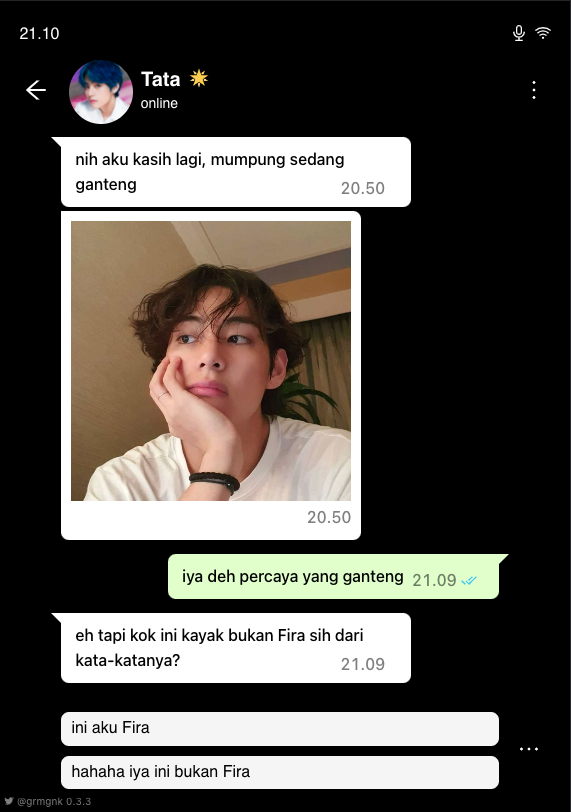 21.10
Tata 🌟
online
nih aku kasih lagi, mumpung sedang
ganteng 20.50
20.50
iya deh percaya yang ganteng 21.09
eh tapi kok ini kayak bukan Fira sih dari
kata-katanya? 21.09
ini aku Fira
hahaha iya ini bukan Fira
@grmgnk 0.3.3